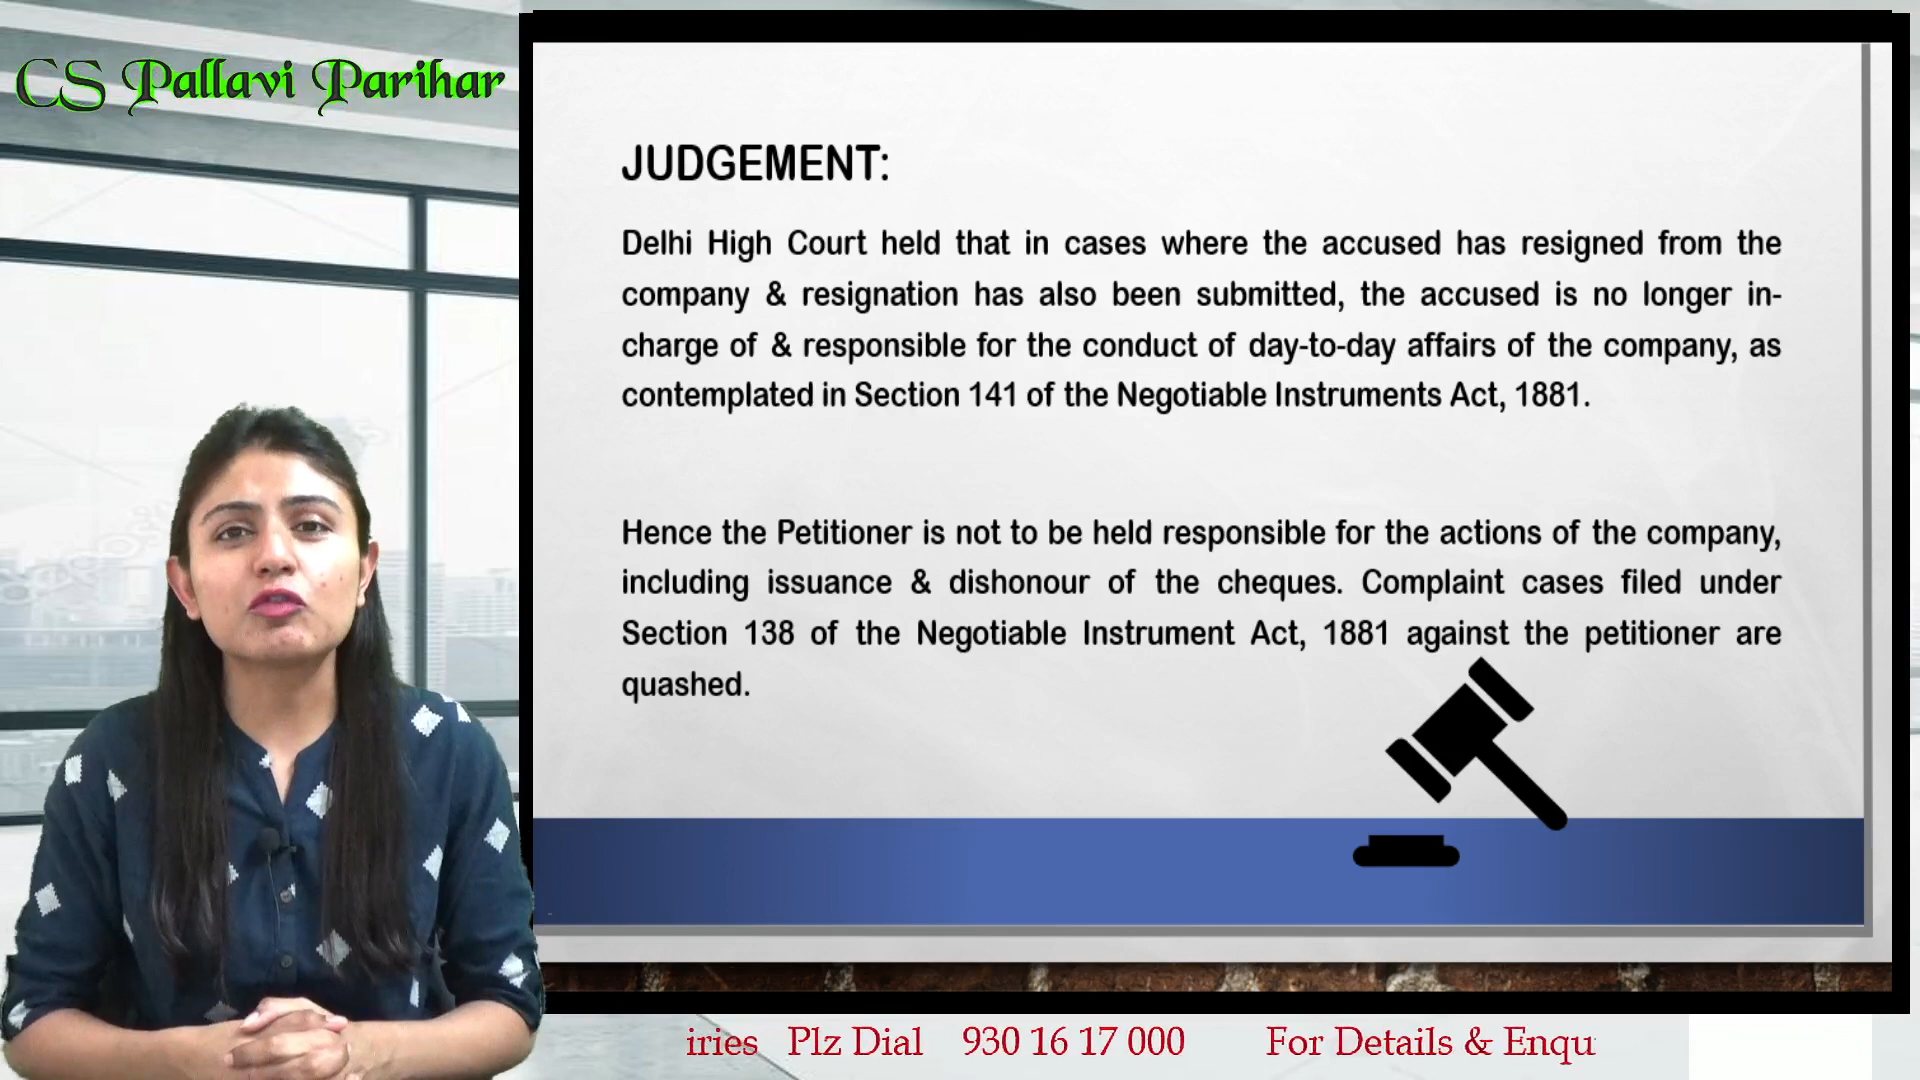 CS Pallavi Parihar
JUDGEMENT:
Delhi High Court held that in cases where the accused has resigned from the
company & resignation has also been submitted, the accused is no longer in-
charge of & responsible for the conduct of day-to-day affairs of the company, as
contemplated in Section 141 of the Negotiable Instruments Act, 1881.
Hence the Petitioner is not to be held responsible for the actions of the company,
including issuance & dishonour of the cheques. Complaint cases filed under
Section 138 of the Negotiable Instrument Act, 1881 against the petitioner are
quashed.
iries Plz Dial 930 16 17 000 For Details & Enqu